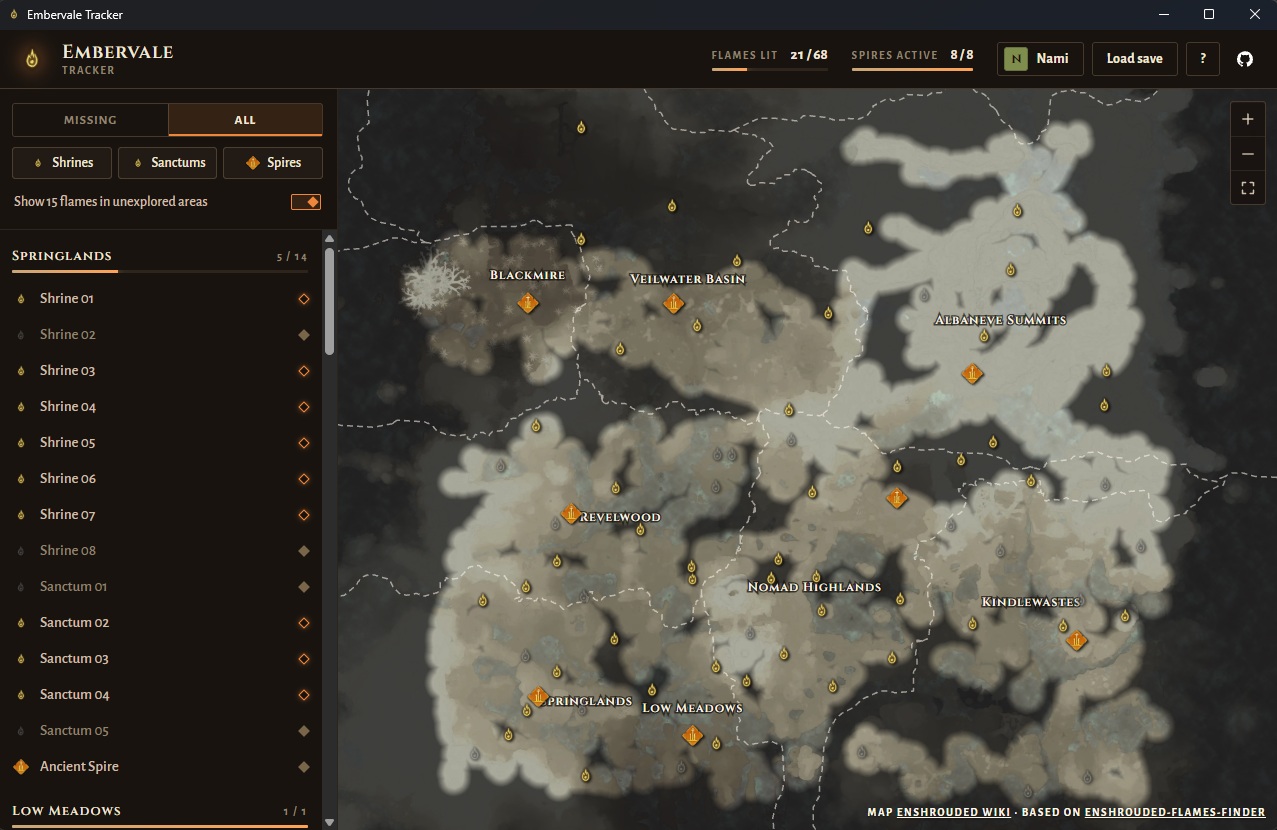 Embervale Tracker
EMBERVALE
TRACKER
FLAMES LIT 21/68
SPIRES ACTIVE 8/8
N Nami
Load save
?
MISSING
ALL
Shrines
Sanctums
Spires
Show 15 flames in unexplored areas
SPRINGLANDS 5 / 14
Shrine 01
Shrine 02
Shrine 03
Shrine 04
Shrine 05
Shrine 06
Shrine 07
Shrine 08
Sanctum 01
Sanctum 02
Sanctum 03
Sanctum 04
Sanctum 05
Ancient Spire
LOW MEADOWS 1 / 1
+
−
BLACKMIRE
VEILWATER BASIN
ALBANEVE SUMMITS
REVELWOOD
NOMAD HIGHLANDS
KINDLEWASTES
PRINGLANDS
LOW MEADOWS
MAP ENSHROUDED WIKI · BASED ON ENSHROUDED-FLAMES-FINDER